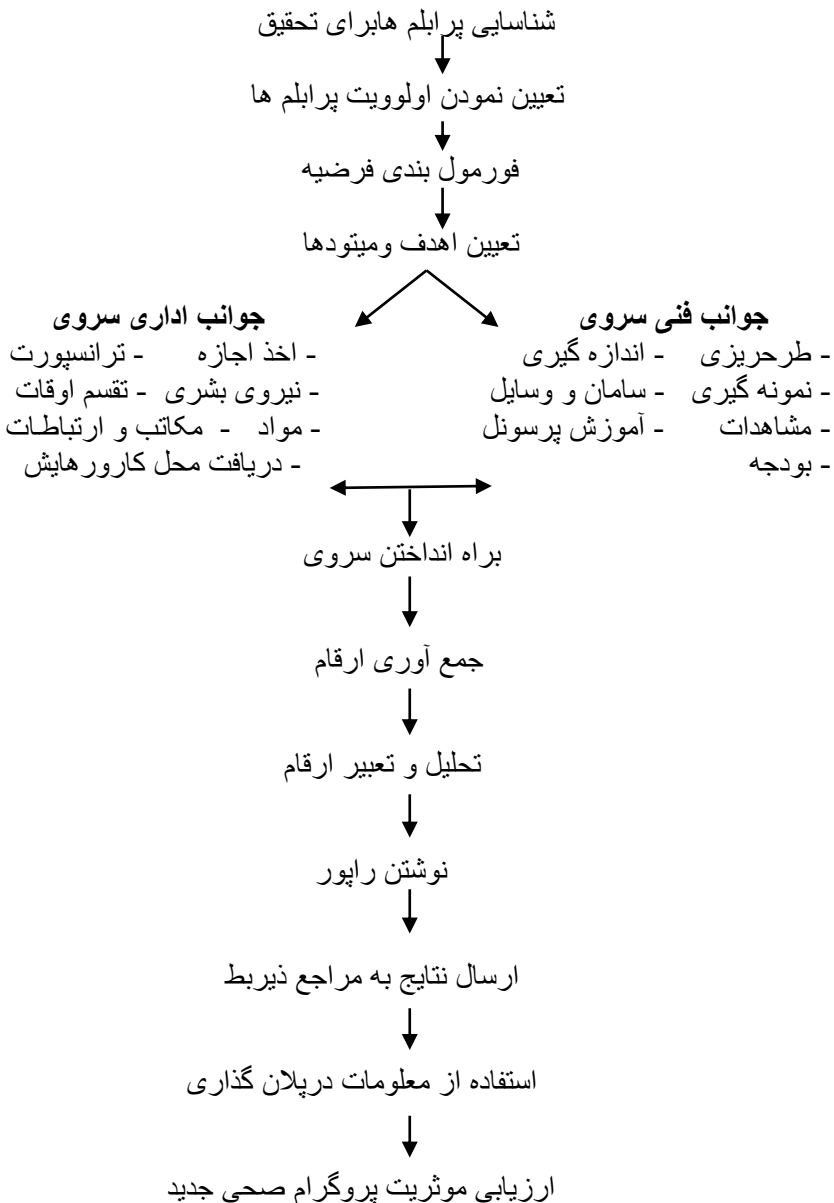 شناسایی پرابلم هابرای تحقیق
تعیین نمودن اولوویت پرابلم ها
فورمول بندی فرضیه
تعیین اهدف ومیتودها
جوانب فنی سروی
- طرحریزی - اندازه گیری
- نمونه گیری - سامان و وسایل
- مشاهدات - آموزش پرسونل
- بودجه
جوانب اداری سروی
- اخذ اجازه - ترانسپورت
- نیروی بشری - تقسم اوقات
- مواد - مکاتب و ارتباطات
- دریافت محل کارورهایش
براه انداختن سروی
جمع آوری ارقام
تحلیل و تعبیر ارقام
نوشتن راپور
ارسال نتایج به مراجع ذیربط
استفاده از معلومات درپلان گذاری
ارزیابی موثریت پروگرام صحی جدید